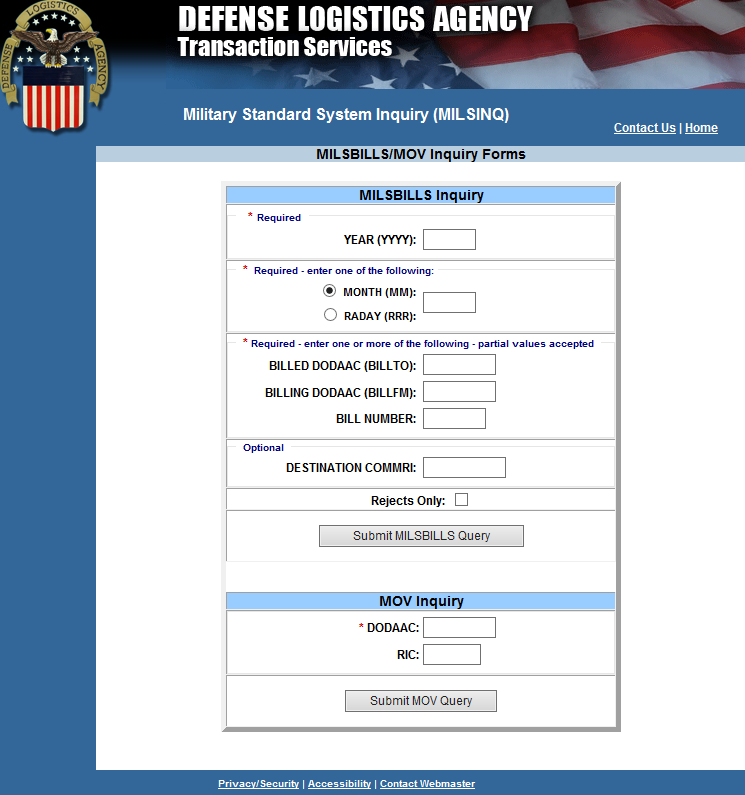 LOGISTICS
DEFENSE
AGENCY
DEFENSE LOGISTICS AGENCY
Transaction Services
Military Standard System Inquiry (MILSINQ)
Contact Us | Home
MILSBILLS/MOV Inquiry Forms
MILSBILLS Inquiry
* Required
YEAR (YYYY):
* Required - enter one of the following:
MONTH (MM):
RADAY (RRR):
* Required - enter one or more of the following - partial values accepted
BILLED DODAAC (BILLTO):
BILLING DODAAC (BILLFM):
BILL NUMBER:
Optional
DESTINATION COMMRI:
Rejects Only:
Submit MILSBILLS Query
MOV Inquiry
* DODAAC:
RIC:
Submit MOV Query
Privacy/Security | Accessibility | Contact Webmaster